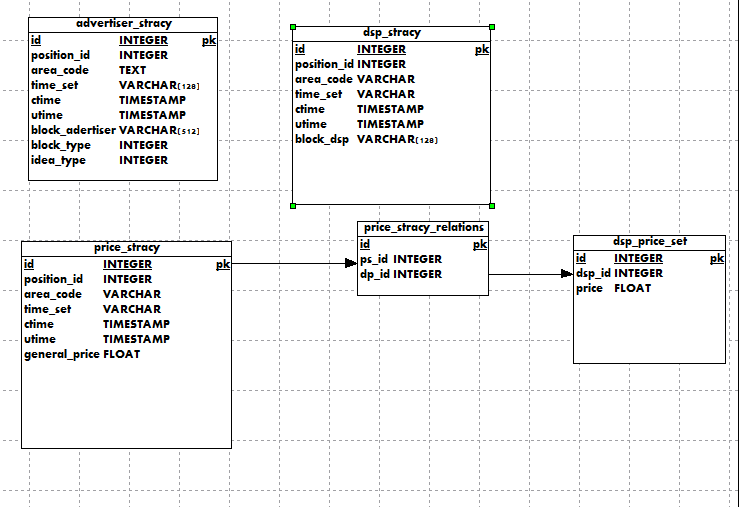 advertiser_stracy
id INTEGER pk
position_id INTEGER
area_code TEXT
time_set VARCHAR[128]
ctime TIMESTAMP
utime TIMESTAMP
block_adertiser VARCHAR[512]
block_type INTEGER
idea_type INTEGER
dsp_stracy
id INTEGER pk
position_id INTEGER
area_code VARCHAR
time_set VARCHAR
ctime TIMESTAMP
utime TIMESTAMP
block_dsp VARCHAR[128]
price_stracy
id INTEGER pk
position_id INTEGER
area_code VARCHAR
time_set VARCHAR
ctime TIMESTAMP
utime TIMESTAMP
general_price FLOAT
price_stracy_relations
id pk
ps_id INTEGER
dp_id INTEGER
dsp_price_set
id INTEGER pk
dsp_id INTEGER
price FLOAT